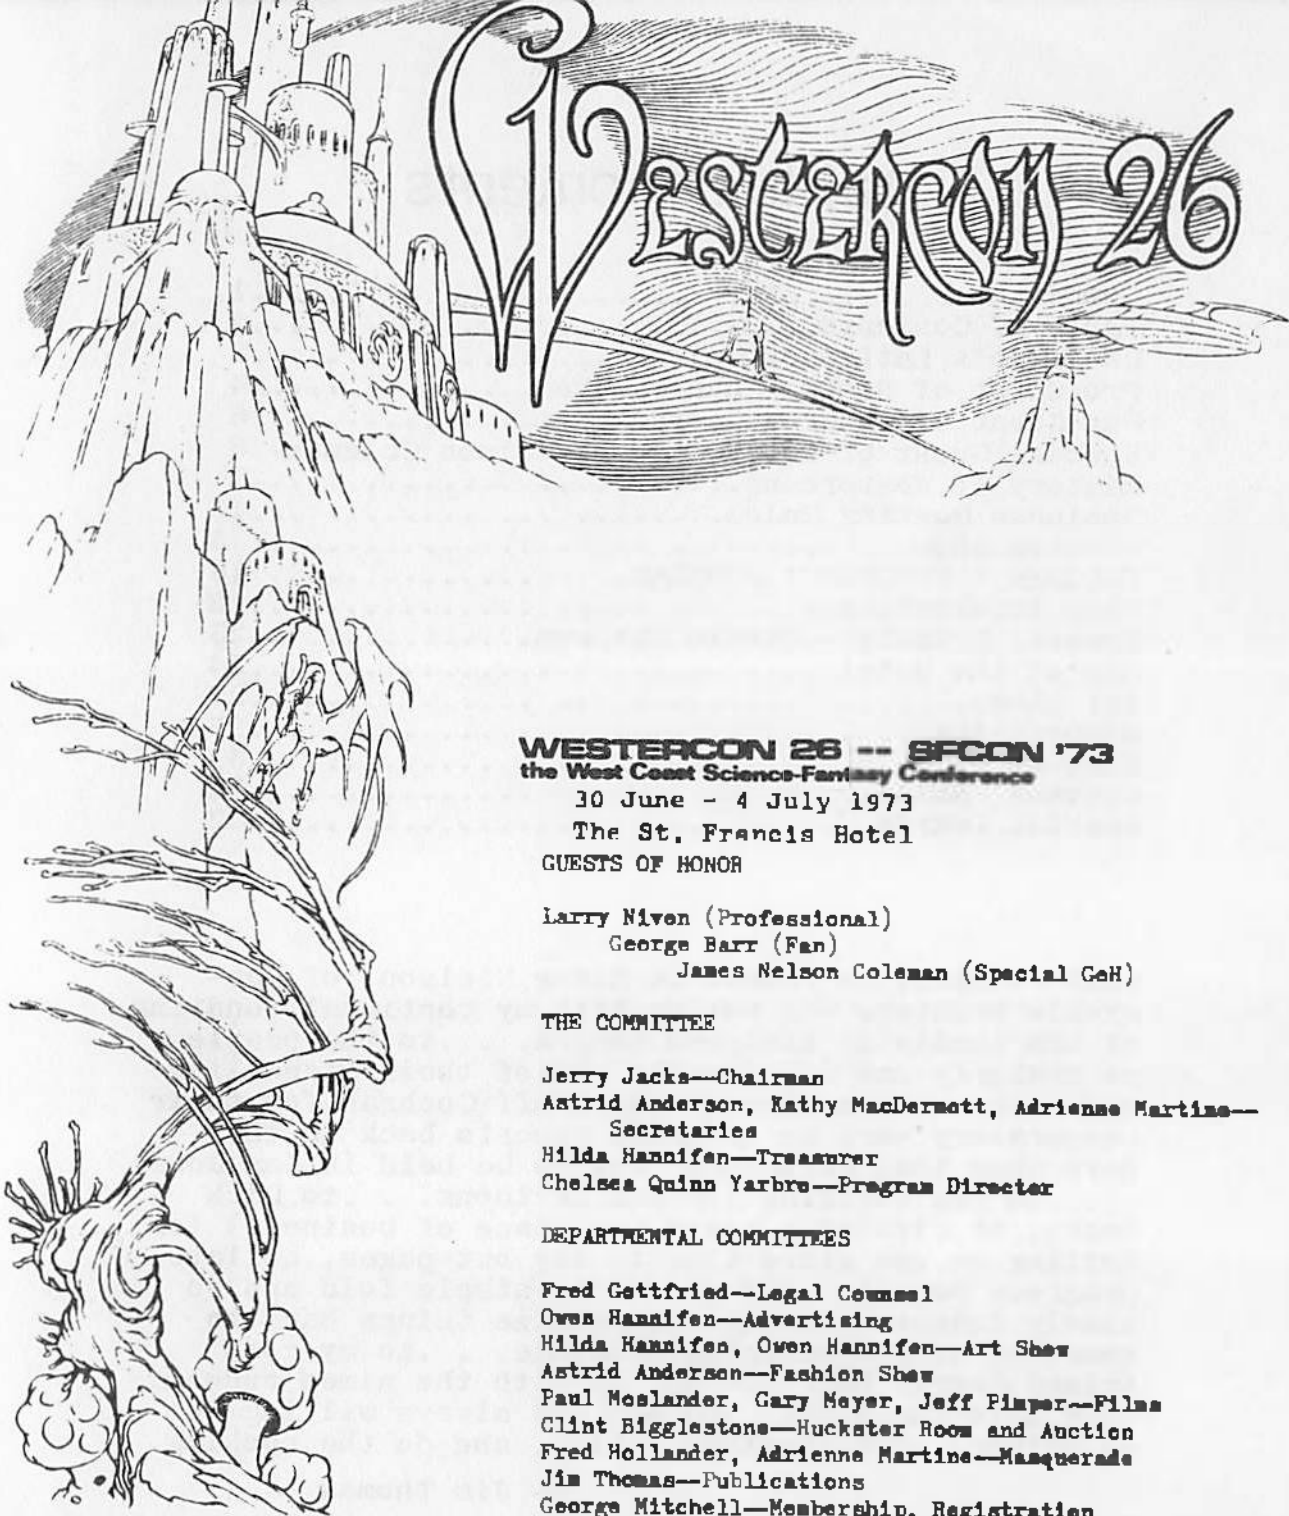 WESTERCON 26
WESTERCON 26 -- SFCON '73
the West Coast Science-Fantasy Conference
30 June - 4 July 1973
The St. Francis Hotel
GUESTS OF HONOR
Larry Niven (Professional)
George Barr (Fan)
James Nelson Coleman (Special GoH)
THE COMMITTEE
Jerry Jacks--Chairman
Astrid Anderson, Kathy MacDermott, Adrienne Martine--
Secretaries
Hilda Hannifen--Treasurer
Chelsea Quinn Yarbro--Program Director
DEPARTMENTAL COMMITTEES
Fred Gottfried--Legal Counsel
Owen Hannifen--Advertising
Hilda Hannifen, Owen Hannifen--Art Show
Astrid Anderson--Fashion Show
Paul Moslander, Gary Meyer, Jeff Pimper--Films
Clint Bigglestone--Huckster Room and Auction
Fred Hollander, Adrienne Martine--Masquerade
Jim Thomas--Publications
George Mitchell--Membership, Registration